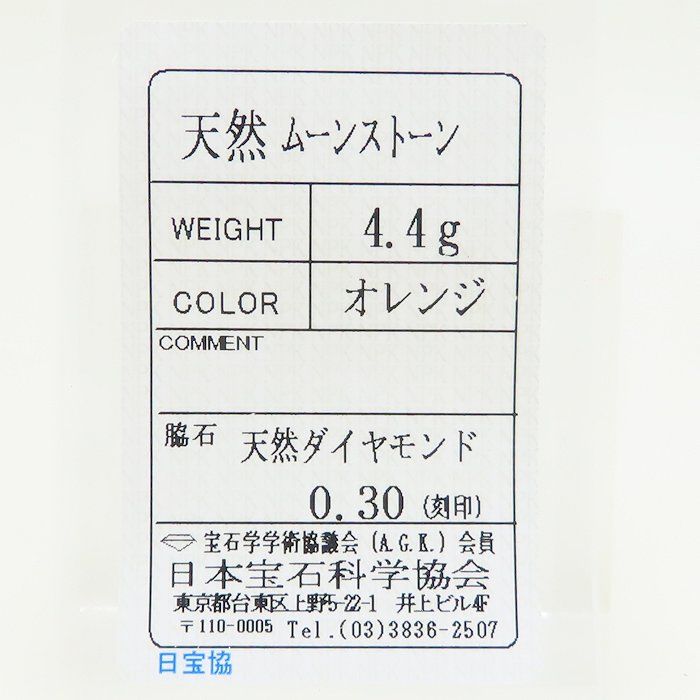 天然 ムーンストーン
WEIGHT 4.4g
COLOR オレンジ
COMMENT
脇石 天然ダイヤモンド
0.30 (刻印)
宝石学学術協議会 (A.G.K.) 会員
日本宝石科学協会
東京都台東区上野5-22-1 井上ビル4F
〒110-0005 Tel.(03)3836-2507
日宝協